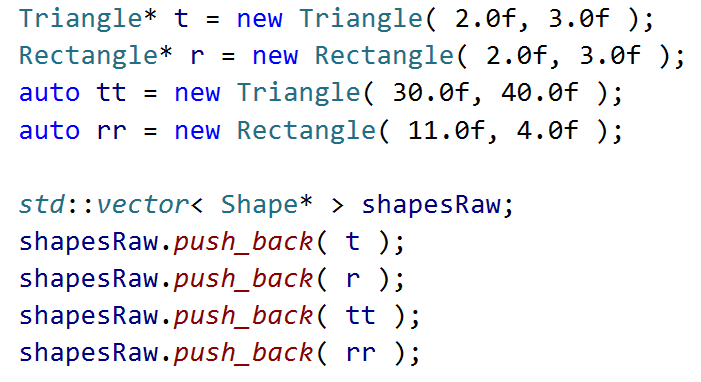 Triangle* t = new Triangle( 2.0f, 3.0f );
Rectangle* r = new Rectangle( 2.0f, 3.0f );
auto tt = new Triangle( 30.0f, 40.0f );
auto rr = new Rectangle( 11.0f, 4.0f );
std::vector< Shape* > shapesRaw;
shapesRaw.push_back( t );
shapesRaw.push_back( r );
shapesRaw.push_back( tt );
shapesRaw.push_back( rr );